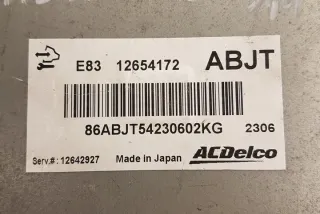 E83 12654172 ABJT
86ABJT54230602KG 2306
Serv.#: 12642927 Made in Japan ACDelco